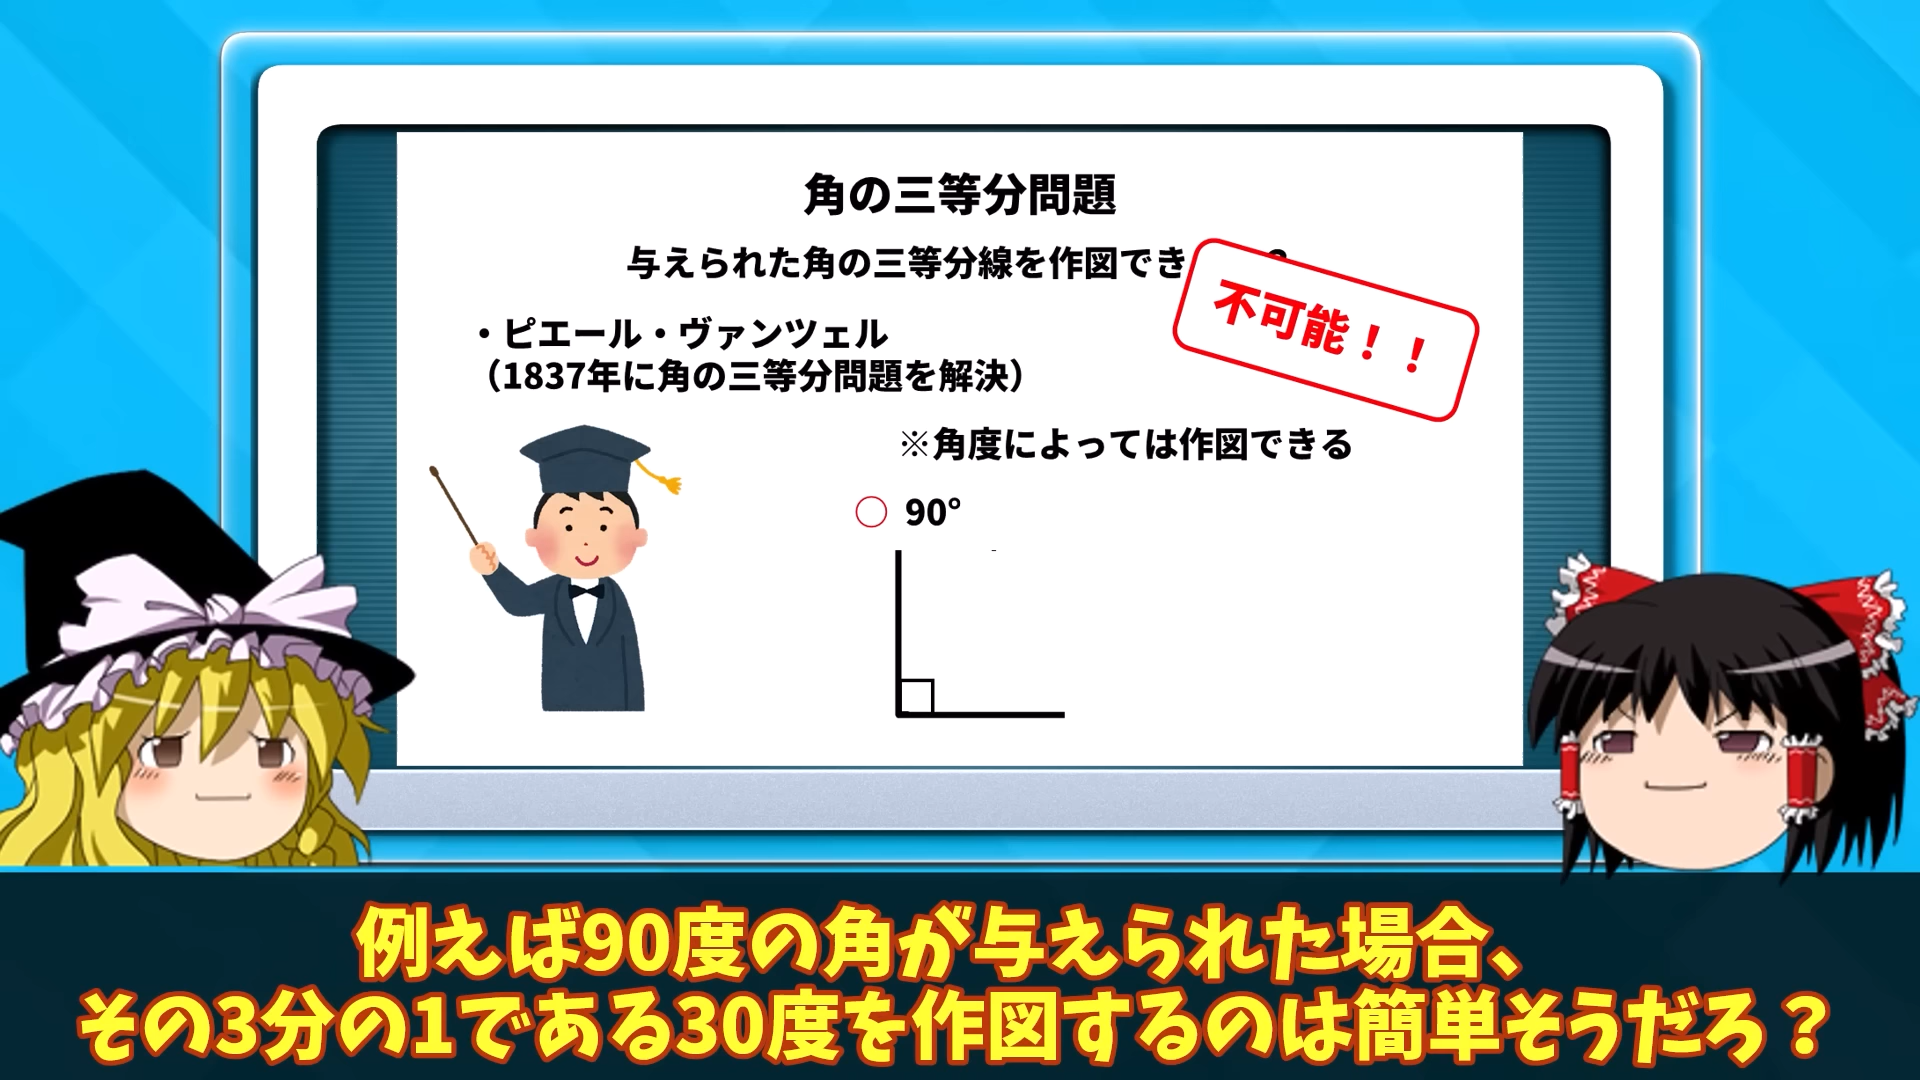 角の三等分問題
与えられた角の三等分線を作図でき
不可能！！
・ピエール・ヴァンツェル
（1837年に角の三等分問題を解決）
※角度によっては作図できる
○ 90°
例えば90度の角が与えられた場合、
その3分の1である30度を作図するのは簡単そうだろ？